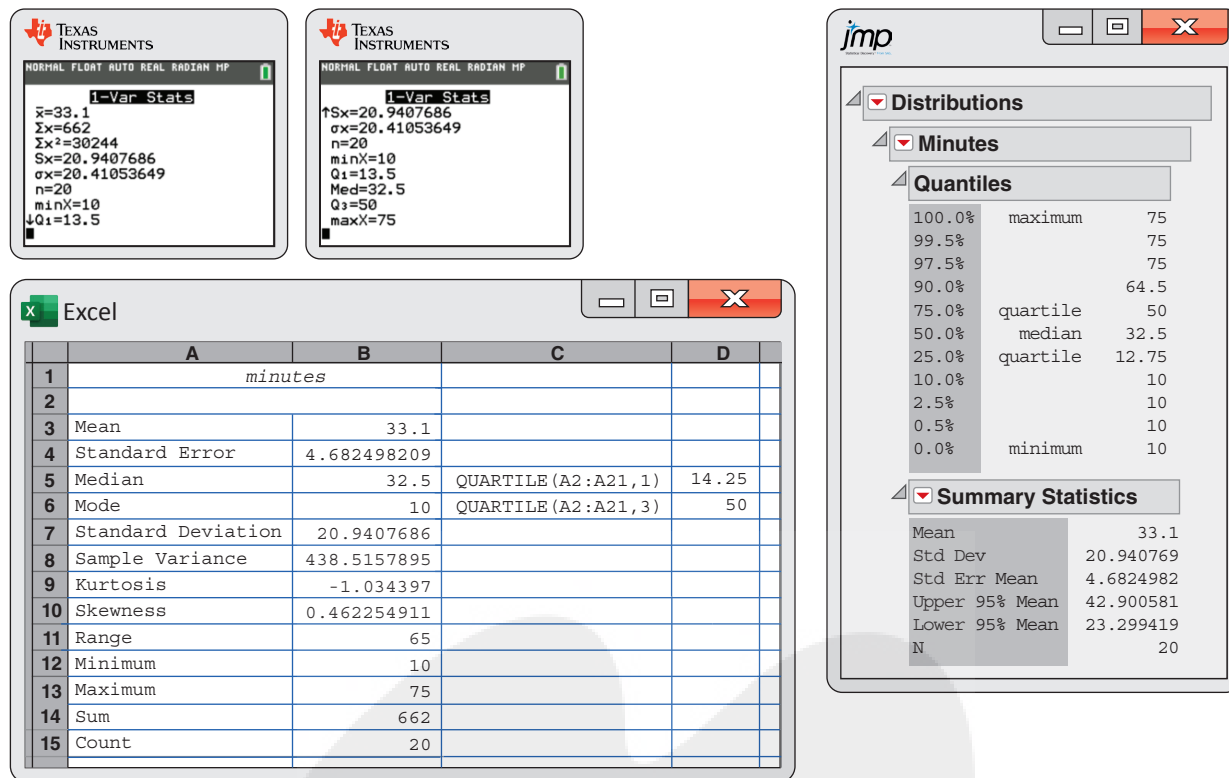 TEXAS
INSTRUMENTS
NORMAL FLOAT AUTO REAL RADIAN MP
1-Var Stats
x̄=33.1
Σx=662
Σx²=30244
Sx=20.9407686
σx=20.41053649
n=20
minX=10
↓Q₁=13.5
TEXAS
INSTRUMENTS
NORMAL FLOAT AUTO REAL RADIAN MP
1-Var Stats
↑Sx=20.9407686
σx=20.41053649
n=20
minX=10
Q₁=13.5
Med=32.5
Q₃=50
maxX=75
x Excel
A B C D
1 minutes
2
3 Mean 33.1
4 Standard Error 4.682498209
5 Median 32.5 QUARTILE(A2:A21,1) 14.25
6 Mode 10 QUARTILE(A2:A21,3) 50
7 Standard Deviation 20.9407686
8 Sample Variance 438.5157895
9 Kurtosis -1.034397
10 Skewness 0.462254911
11 Range 65
12 Minimum 10
13 Maximum 75
14 Sum 662
15 Count 20
jmp
Distributions
Minutes
Quantiles
100.0% maximum 75
99.5% 75
97.5% 75
90.0% 64.5
75.0% quartile 50
50.0% median 32.5
25.0% quartile 12.75
10.0% 10
2.5% 10
0.5% 10
0.0% minimum 10
Summary Statistics
Mean 33.1
Std Dev 20.940769
Std Err Mean 4.6824982
Upper 95% Mean 42.900581
Lower 95% Mean 23.299419
N 20